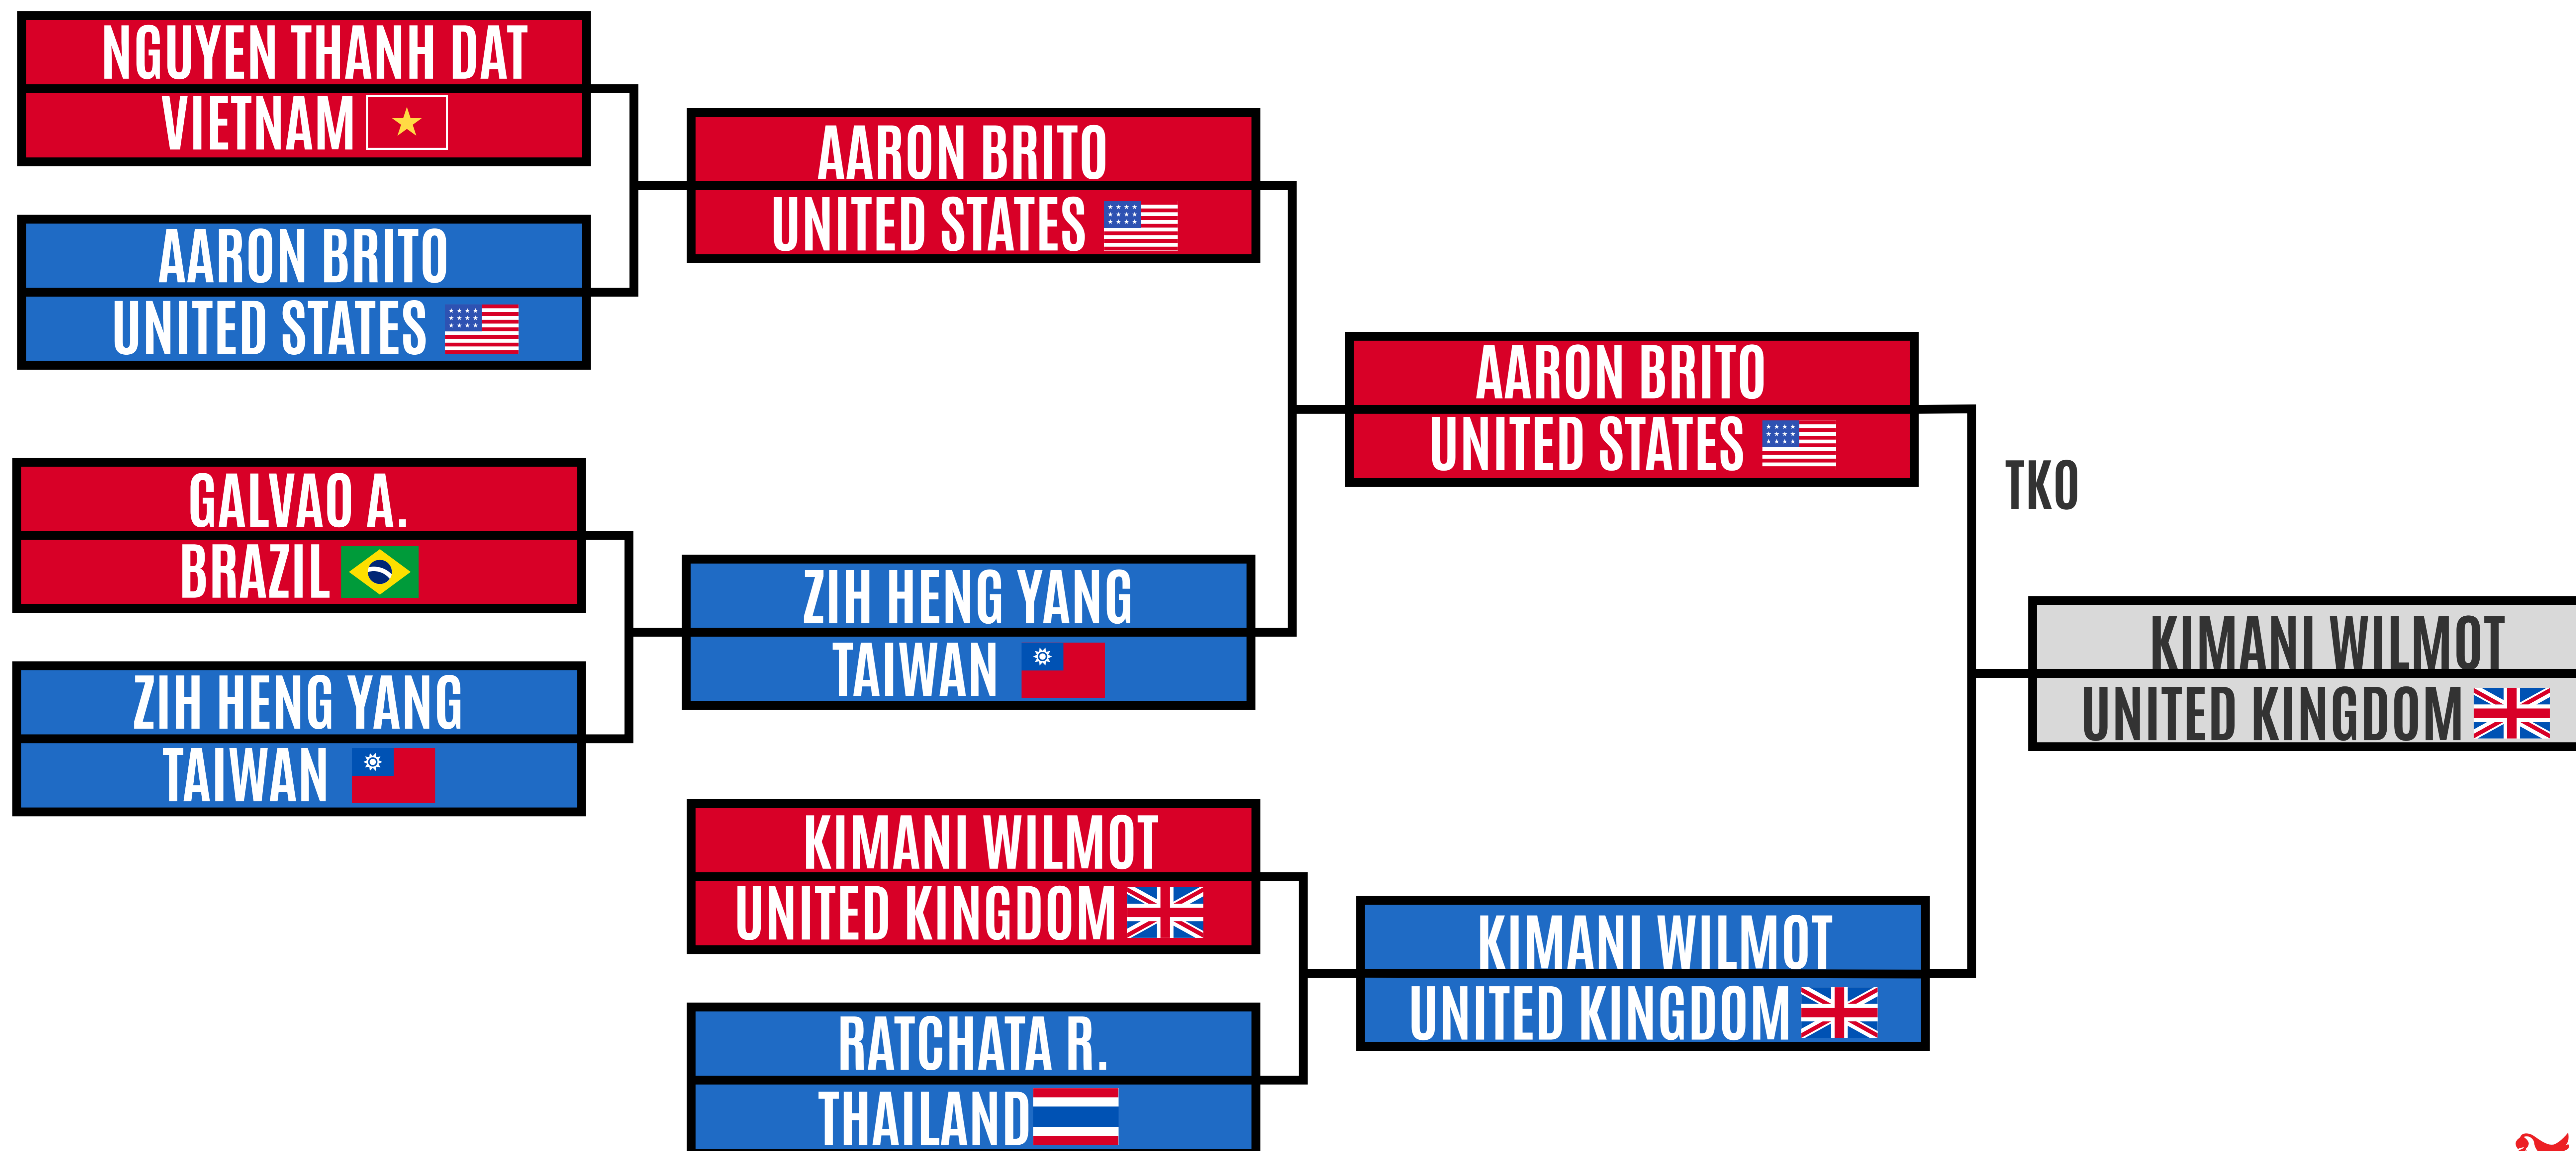 NGUYEN THANH DAT
VIETNAM
AARON BRITO
UNITED STATES
GALVAO A.
BRAZIL
ZIH HENG YANG
TAIWAN
AARON BRITO
UNITED STATES
ZIH HENG YANG
TAIWAN
KIMANI WILMOT
UNITED KINGDOM
RATCHATA R.
THAILAND
AARON BRITO
UNITED STATES
KIMANI WILMOT
UNITED KINGDOM
TKO
KIMANI WILMOT
UNITED KINGDOM